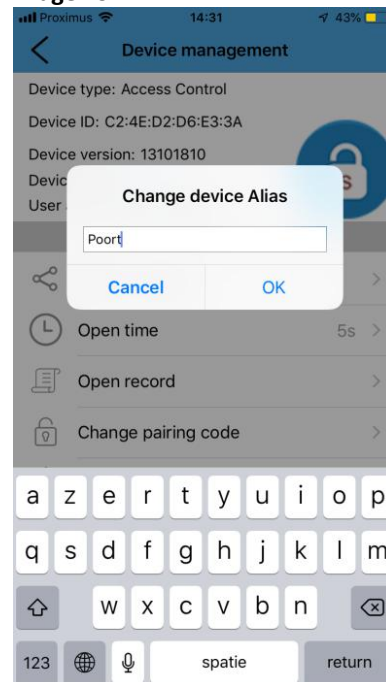 Proximus 14:31 43%
Device management
Device type: Access Control
Device ID: C2:4E:D2:D6:E3:3A
Device version: 13101810
Devic
User
S
Change device Alias
Poort
Cancel OK
Open time 5s
Open record
Change pairing code
a z e r t y u i o p
q s d f g h j k l m
w x c v b n
123 spatie return